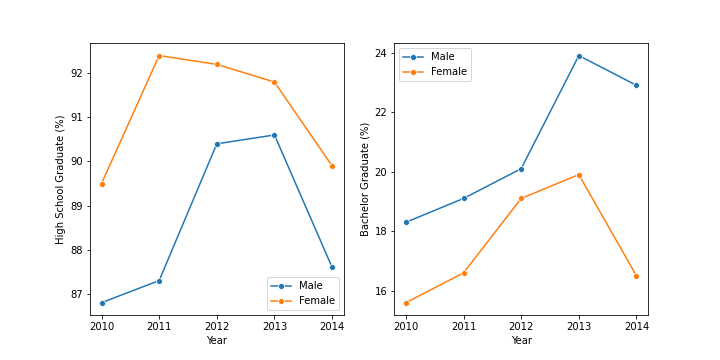 High School Graduate (%)
92
91
90
89
88
87
2010 2011 2012 2013 2014
Year
Male
Female
Bachelor Graduate (%)
24
22
20
18
16
2010 2011 2012 2013 2014
Year
Male
Female